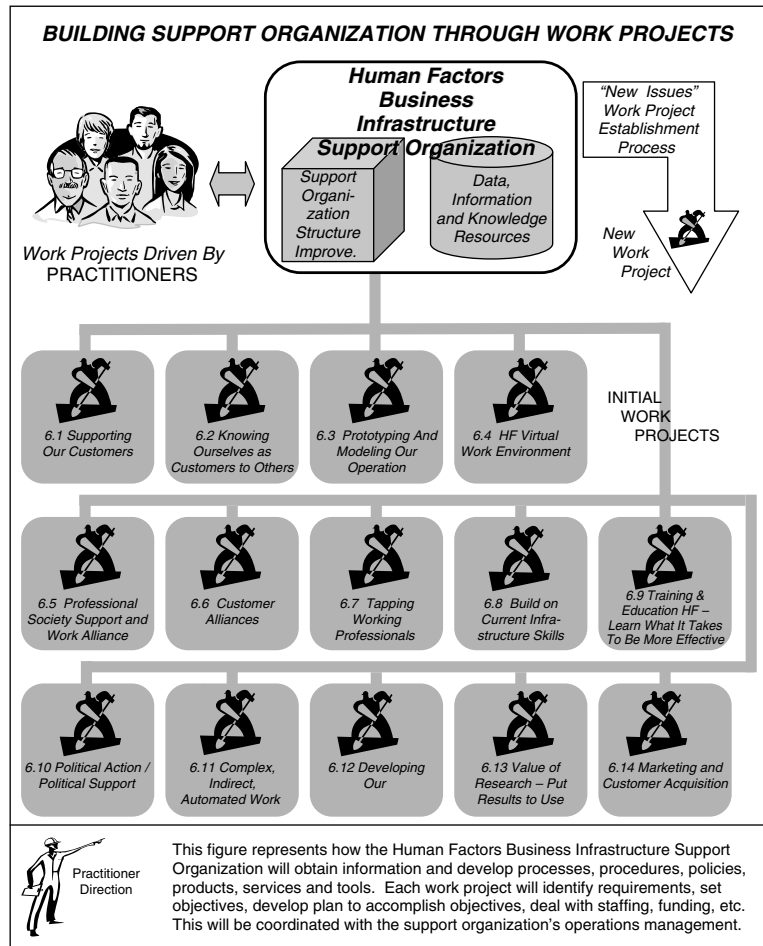 BUILDING SUPPORT ORGANIZATION THROUGH WORK PROJECTS
Human Factors
Business
Infrastructure
Support Organization
Support
Organi-
zation
Structure
Improve.
Data,
Information
and Knowledge
Resources
"New Issues"
Work Project
Establishment
Process
New
Work
Project
Work Projects Driven By
PRACTITIONERS
6.1 Supporting
Our Customers
6.2 Knowing
Ourselves as
Customers to Others
6.3 Prototyping And
Modeling Our
Operation
6.4 HF Virtual
Work Environment
INITIAL
WORK
PROJECTS
6.5 Professional
Society Support and
Work Alliance
6.6 Customer
Alliances
6.7 Tapping
Working
Professionals
6.8 Build on
Current Infra-
structure Skills
6.9 Training &
Education HF –
Learn What It Takes
To Be More Effective
6.10 Political Action /
Political Support
6.11 Complex,
Indirect,
Automated Work
6.12 Developing
Our
6.13 Value of
Research – Put
Results to Use
6.14 Marketing and
Customer Acquisition
Practitioner
Direction
This figure represents how the Human Factors Business Infrastructure Support
Organization will obtain information and develop processes, procedures, policies,
products, services and tools. Each work project will identify requirements, set
objectives, develop plan to accomplish objectives, deal with staffing, funding, etc.
This will be coordinated with the support organization's operations management.